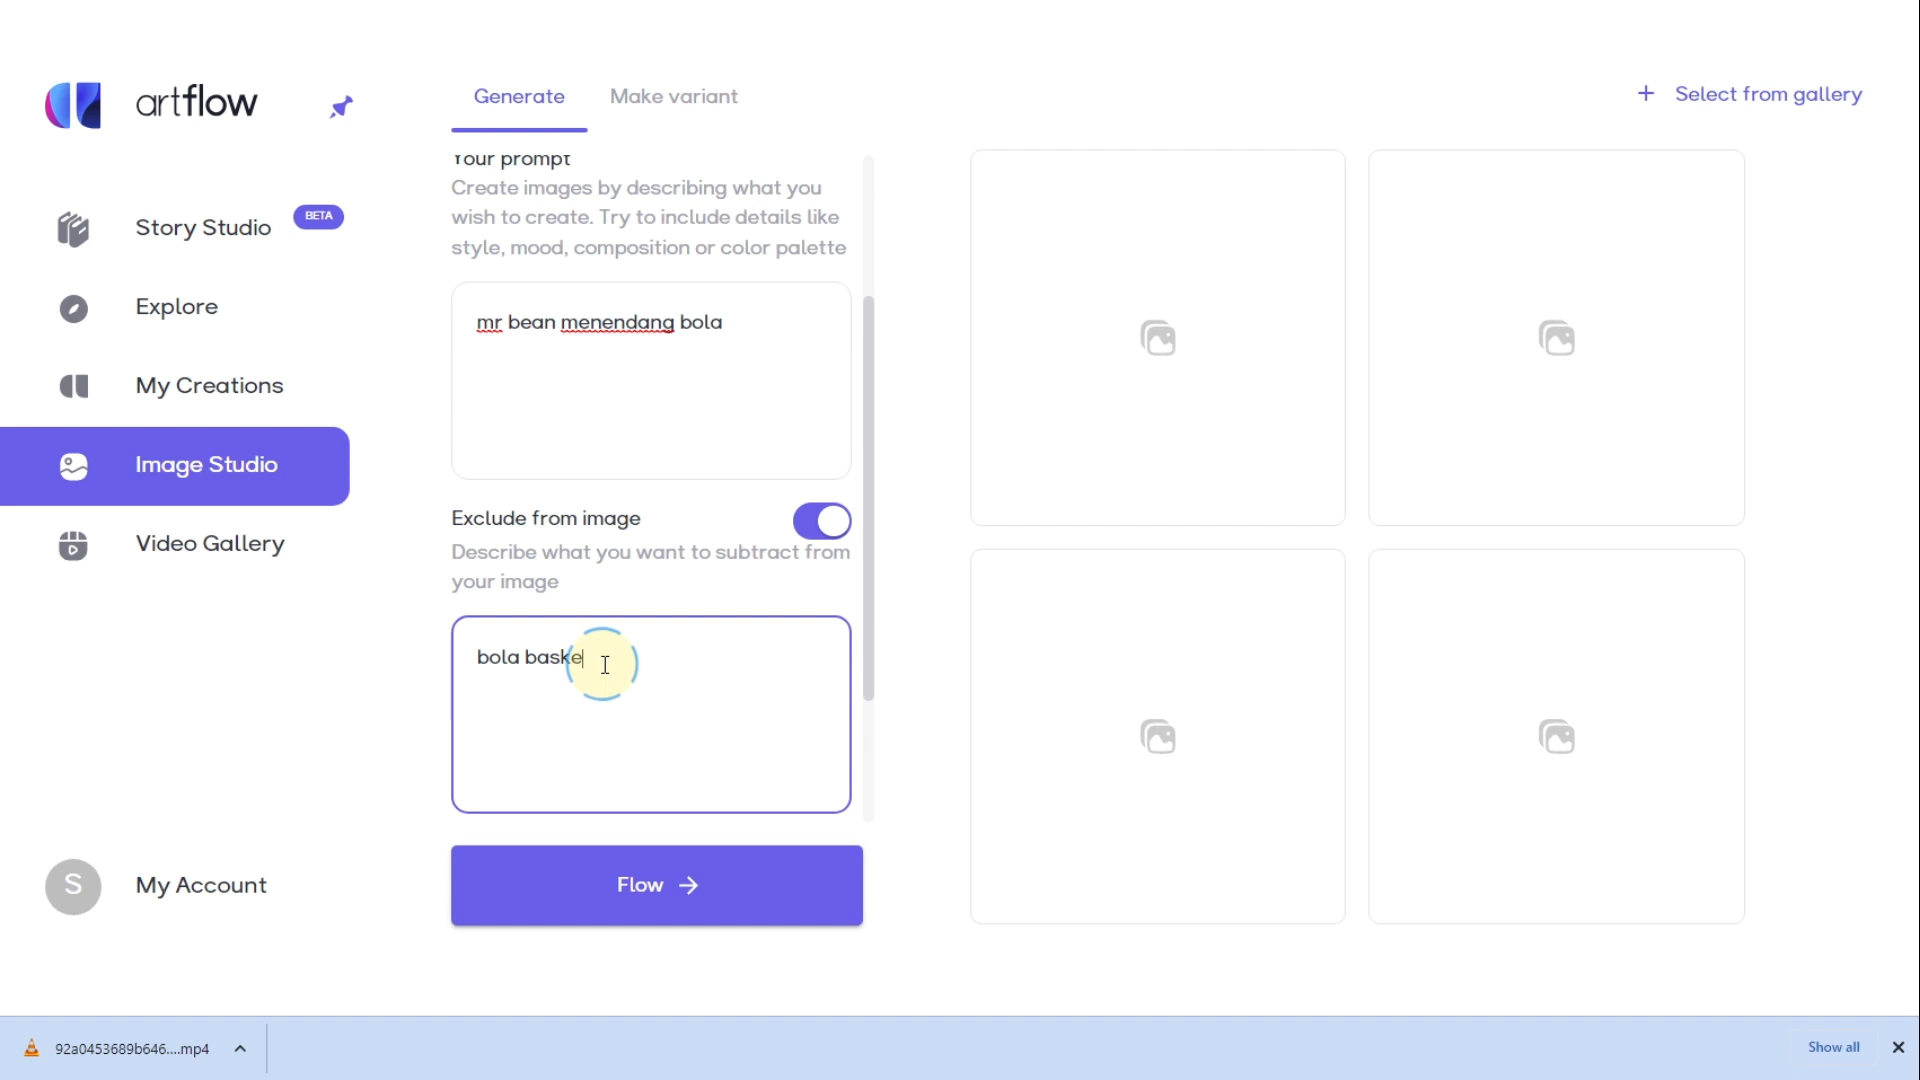 artflow
Story Studio
BETA
Explore
My Creations
Image Studio
Video Gallery
S
My Account
Generate
Make variant
Your prompt
Create images by describing what you
wish to create. Try to include details like
style, mood, composition or color palette
mr bean menendang bola
Exclude from image
Describe what you want to subtract from
your image
bola baske
Flow
Select from gallery
92a0453689b646....mp4
Show all